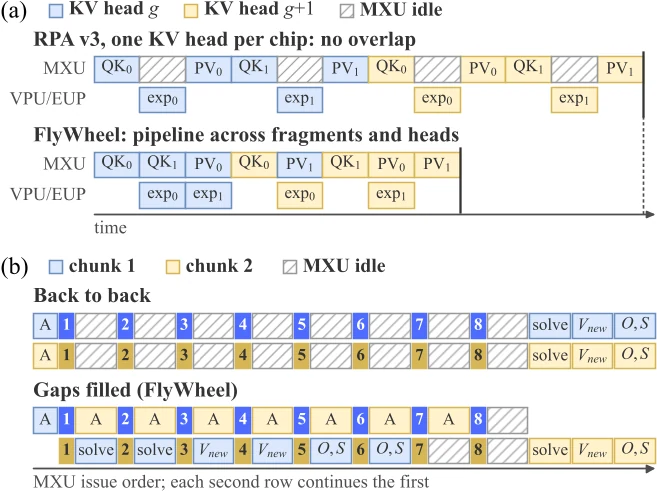 (a) KV head g KV head g+1 MXU idle
RPA v3, one KV head per chip: no overlap
MXU QK₀ PV₀ QK₁ PV₁ QK₀ PV₀ QK₁ PV₁
VPU/EUP exp₀ exp₁ exp₀ exp₁
FlyWheel: pipeline across fragments and heads
MXU QK₀ QK₁ PV₀ QK₀ PV₁ QK₁ PV₀ PV₁
VPU/EUP exp₀ exp₁ exp₀ exp₁
time
(b) chunk 1 chunk 2 MXU idle
Back to back
A 1 2 3 4 5 6 7 8 solve Vnew O, S
A 1 2 3 4 5 6 7 8 solve Vnew O, S
Gaps filled (FlyWheel)
A 1 A 2 A 3 A 4 A 5 A 6 A 7 A 8
1 solve 2 solve 3 Vnew 4 Vnew 5 O, S 6 O, S 7 8 solve Vnew O, S
MXU issue order; each second row continues the first